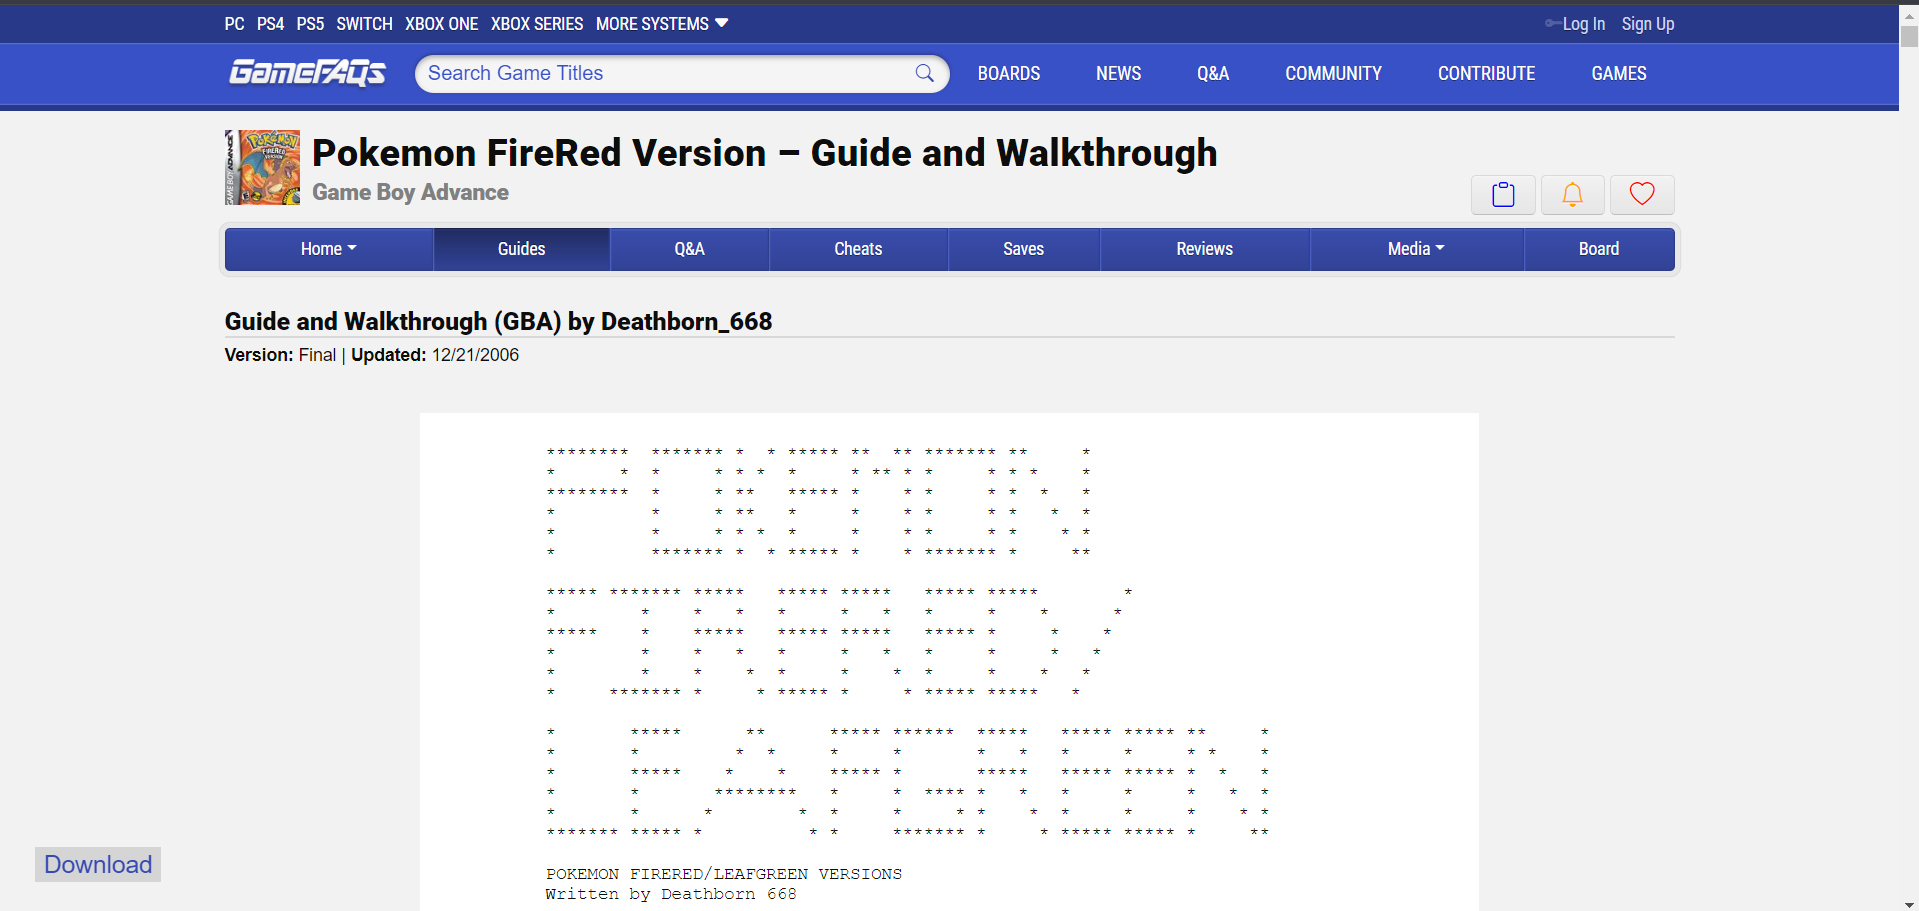 PC PS4 PS5 SWITCH XBOX ONE XBOX SERIES MORE SYSTEMS Log In Sign Up
GameFAQs Search Game Titles BOARDS NEWS Q&A COMMUNITY CONTRIBUTE GAMES
Pokemon FireRed Version – Guide and Walkthrough
Game Boy Advance
Home Guides Q&A Cheats Saves Reviews Media Board
Guide and Walkthrough (GBA) by Deathborn_668
Version: Final | Updated: 12/21/2006
POKEMON
FIRERED/
LEAFGREEN
Download
POKEMON FIRERED/LEAFGREEN VERSIONS
Written by Deathborn 668